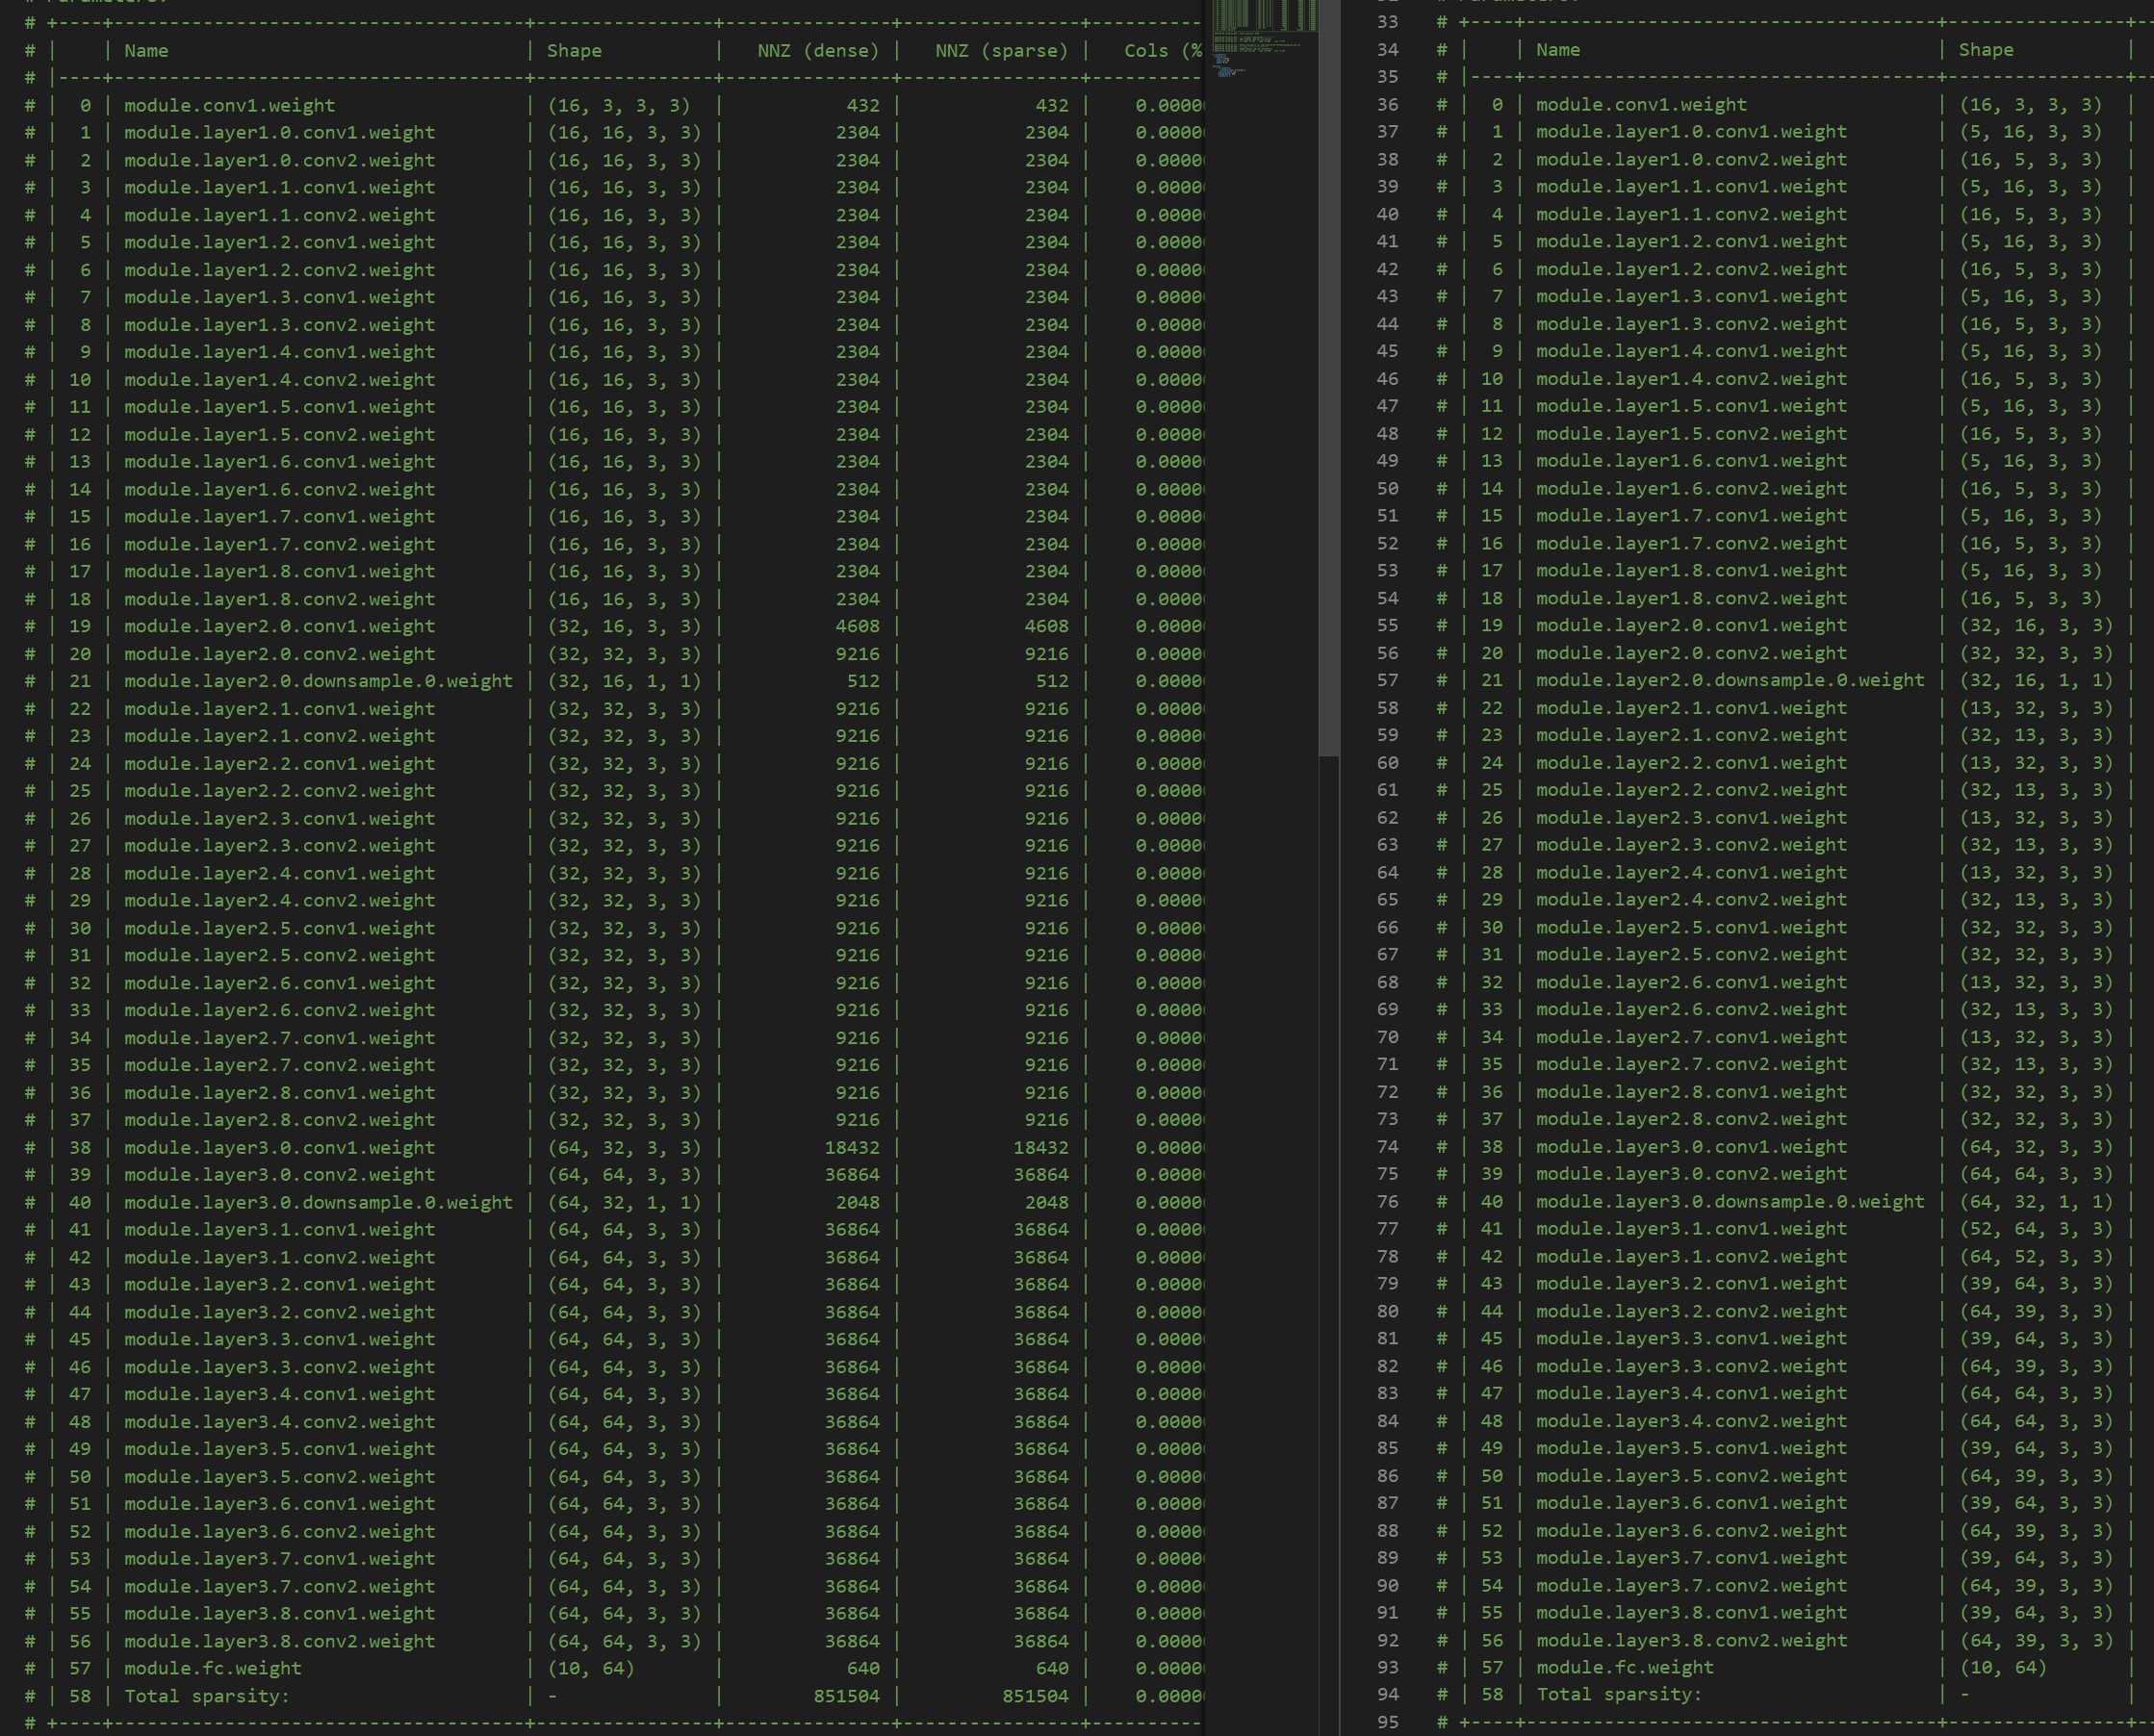 # +----+-------------------------------------+----------------+---------------+----------------+----------
# |    | Name                                | Shape          |   NNZ (dense) |   NNZ (sparse) |   Cols (%
# |----+-------------------------------------+----------------+---------------+----------------+----------
# |  0 | module.conv1.weight                 | (16, 3, 3, 3)  |           432 |            432 |    0.0000
# |  1 | module.layer1.0.conv1.weight        | (16, 16, 3, 3) |          2304 |           2304 |    0.0000
# |  2 | module.layer1.0.conv2.weight        | (16, 16, 3, 3) |          2304 |           2304 |    0.0000
# |  3 | module.layer1.1.conv1.weight        | (16, 16, 3, 3) |          2304 |           2304 |    0.0000
# |  4 | module.layer1.1.conv2.weight        | (16, 16, 3, 3) |          2304 |           2304 |    0.0000
# |  5 | module.layer1.2.conv1.weight        | (16, 16, 3, 3) |          2304 |           2304 |    0.0000
# |  6 | module.layer1.2.conv2.weight        | (16, 16, 3, 3) |          2304 |           2304 |    0.0000
# |  7 | module.layer1.3.conv1.weight        | (16, 16, 3, 3) |          2304 |           2304 |    0.0000
# |  8 | module.layer1.3.conv2.weight        | (16, 16, 3, 3) |          2304 |           2304 |    0.0000
# |  9 | module.layer1.4.conv1.weight        | (16, 16, 3, 3) |          2304 |           2304 |    0.0000
# | 10 | module.layer1.4.conv2.weight        | (16, 16, 3, 3) |          2304 |           2304 |    0.0000
# | 11 | module.layer1.5.conv1.weight        | (16, 16, 3, 3) |          2304 |           2304 |    0.0000
# | 12 | module.layer1.5.conv2.weight        | (16, 16, 3, 3) |          2304 |           2304 |    0.0000
# | 13 | module.layer1.6.conv1.weight        | (16, 16, 3, 3) |          2304 |           2304 |    0.0000
# | 14 | module.layer1.6.conv2.weight        | (16, 16, 3, 3) |          2304 |           2304 |    0.0000
# | 15 | module.layer1.7.conv1.weight        | (16, 16, 3, 3) |          2304 |           2304 |    0.0000
# | 16 | module.layer1.7.conv2.weight        | (16, 16, 3, 3) |          2304 |           2304 |    0.0000
# | 17 | module.layer1.8.conv1.weight        | (16, 16, 3, 3) |          2304 |           2304 |    0.0000
# | 18 | module.layer1.8.conv2.weight        | (16, 16, 3, 3) |          2304 |           2304 |    0.0000
# | 19 | module.layer2.0.conv1.weight        | (32, 16, 3, 3) |          4608 |           4608 |    0.0000
# | 20 | module.layer2.0.conv2.weight        | (32, 32, 3, 3) |          9216 |           9216 |    0.0000
# | 21 | module.layer2.0.downsample.0.weight | (32, 16, 1, 1) |           512 |            512 |    0.0000
# | 22 | module.layer2.1.conv1.weight        | (32, 32, 3, 3) |          9216 |           9216 |    0.0000
# | 23 | module.layer2.1.conv2.weight        | (32, 32, 3, 3) |          9216 |           9216 |    0.0000
# | 24 | module.layer2.2.conv1.weight        | (32, 32, 3, 3) |          9216 |           9216 |    0.0000
# | 25 | module.layer2.2.conv2.weight        | (32, 32, 3, 3) |          9216 |           9216 |    0.0000
# | 26 | module.layer2.3.conv1.weight        | (32, 32, 3, 3) |          9216 |           9216 |    0.0000
# | 27 | module.layer2.3.conv2.weight        | (32, 32, 3, 3) |          9216 |           9216 |    0.0000
# | 28 | module.layer2.4.conv1.weight        | (32, 32, 3, 3) |          9216 |           9216 |    0.0000
# | 29 | module.layer2.4.conv2.weight        | (32, 32, 3, 3) |          9216 |           9216 |    0.0000
# | 30 | module.layer2.5.conv1.weight        | (32, 32, 3, 3) |          9216 |           9216 |    0.0000
# | 31 | module.layer2.5.conv2.weight        | (32, 32, 3, 3) |          9216 |           9216 |    0.0000
# | 32 | module.layer2.6.conv1.weight        | (32, 32, 3, 3) |          9216 |           9216 |    0.0000
# | 33 | module.layer2.6.conv2.weight        | (32, 32, 3, 3) |          9216 |           9216 |    0.0000
# | 34 | module.layer2.7.conv1.weight        | (32, 32, 3, 3) |          9216 |           9216 |    0.0000
# | 35 | module.layer2.7.conv2.weight        | (32, 32, 3, 3) |          9216 |           9216 |    0.0000
# | 36 | module.layer2.8.conv1.weight        | (32, 32, 3, 3) |          9216 |           9216 |    0.0000
# | 37 | module.layer2.8.conv2.weight        | (32, 32, 3, 3) |          9216 |           9216 |    0.0000
# | 38 | module.layer3.0.conv1.weight        | (64, 32, 3, 3) |         18432 |          18432 |    0.0000
# | 39 | module.layer3.0.conv2.weight        | (64, 64, 3, 3) |         36864 |          36864 |    0.0000
# | 40 | module.layer3.0.downsample.0.weight | (64, 32, 1, 1) |          2048 |           2048 |    0.0000
# | 41 | module.layer3.1.conv1.weight        | (64, 64, 3, 3) |         36864 |          36864 |    0.0000
# | 42 | module.layer3.1.conv2.weight        | (64, 64, 3, 3) |         36864 |          36864 |    0.0000
# | 43 | module.layer3.2.conv1.weight        | (64, 64, 3, 3) |         36864 |          36864 |    0.0000
# | 44 | module.layer3.2.conv2.weight        | (64, 64, 3, 3) |         36864 |          36864 |    0.0000
# | 45 | module.layer3.3.conv1.weight        | (64, 64, 3, 3) |         36864 |          36864 |    0.0000
# | 46 | module.layer3.3.conv2.weight        | (64, 64, 3, 3) |         36864 |          36864 |    0.0000
# | 47 | module.layer3.4.conv1.weight        | (64, 64, 3, 3) |         36864 |          36864 |    0.0000
# | 48 | module.layer3.4.conv2.weight        | (64, 64, 3, 3) |         36864 |          36864 |    0.0000
# | 49 | module.layer3.5.conv1.weight        | (64, 64, 3, 3) |         36864 |          36864 |    0.0000
# | 50 | module.layer3.5.conv2.weight        | (64, 64, 3, 3) |         36864 |          36864 |    0.0000
# | 51 | module.layer3.6.conv1.weight        | (64, 64, 3, 3) |         36864 |          36864 |    0.0000
# | 52 | module.layer3.6.conv2.weight        | (64, 64, 3, 3) |         36864 |          36864 |    0.0000
# | 53 | module.layer3.7.conv1.weight        | (64, 64, 3, 3) |         36864 |          36864 |    0.0000
# | 54 | module.layer3.7.conv2.weight        | (64, 64, 3, 3) |         36864 |          36864 |    0.0000
# | 55 | module.layer3.8.conv1.weight        | (64, 64, 3, 3) |         36864 |          36864 |    0.0000
# | 56 | module.layer3.8.conv2.weight        | (64, 64, 3, 3) |         36864 |          36864 |    0.0000
# | 57 | module.fc.weight                    | (10, 64)       |           640 |            640 |    0.0000
# | 58 | Total sparsity:                     | -              |        851504 |         851504 |    0.0000
# +----+-------------------------------------+----------------+---------------+----------------+----------
33 # +----+-------------------------------------+----------------+--
34 # |    | Name                                | Shape          |
35 # |----+-------------------------------------+----------------+--
36 # |  0 | module.conv1.weight                 | (16, 3, 3, 3)  |
37 # |  1 | module.layer1.0.conv1.weight        | (5, 16, 3, 3)  |
38 # |  2 | module.layer1.0.conv2.weight        | (16, 5, 3, 3)  |
39 # |  3 | module.layer1.1.conv1.weight        | (5, 16, 3, 3)  |
40 # |  4 | module.layer1.1.conv2.weight        | (16, 5, 3, 3)  |
41 # |  5 | module.layer1.2.conv1.weight        | (5, 16, 3, 3)  |
42 # |  6 | module.layer1.2.conv2.weight        | (16, 5, 3, 3)  |
43 # |  7 | module.layer1.3.conv1.weight        | (5, 16, 3, 3)  |
44 # |  8 | module.layer1.3.conv2.weight        | (16, 5, 3, 3)  |
45 # |  9 | module.layer1.4.conv1.weight        | (5, 16, 3, 3)  |
46 # | 10 | module.layer1.4.conv2.weight        | (16, 5, 3, 3)  |
47 # | 11 | module.layer1.5.conv1.weight        | (5, 16, 3, 3)  |
48 # | 12 | module.layer1.5.conv2.weight        | (16, 5, 3, 3)  |
49 # | 13 | module.layer1.6.conv1.weight        | (5, 16, 3, 3)  |
50 # | 14 | module.layer1.6.conv2.weight        | (16, 5, 3, 3)  |
51 # | 15 | module.layer1.7.conv1.weight        | (5, 16, 3, 3)  |
52 # | 16 | module.layer1.7.conv2.weight        | (16, 5, 3, 3)  |
53 # | 17 | module.layer1.8.conv1.weight        | (5, 16, 3, 3)  |
54 # | 18 | module.layer1.8.conv2.weight        | (16, 5, 3, 3)  |
55 # | 19 | module.layer2.0.conv1.weight        | (32, 16, 3, 3) |
56 # | 20 | module.layer2.0.conv2.weight        | (32, 32, 3, 3) |
57 # | 21 | module.layer2.0.downsample.0.weight | (32, 16, 1, 1) |
58 # | 22 | module.layer2.1.conv1.weight        | (13, 32, 3, 3) |
59 # | 23 | module.layer2.1.conv2.weight        | (32, 13, 3, 3) |
60 # | 24 | module.layer2.2.conv1.weight        | (13, 32, 3, 3) |
61 # | 25 | module.layer2.2.conv2.weight        | (32, 13, 3, 3) |
62 # | 26 | module.layer2.3.conv1.weight        | (13, 32, 3, 3) |
63 # | 27 | module.layer2.3.conv2.weight        | (32, 13, 3, 3) |
64 # | 28 | module.layer2.4.conv1.weight        | (13, 32, 3, 3) |
65 # | 29 | module.layer2.4.conv2.weight        | (32, 13, 3, 3) |
66 # | 30 | module.layer2.5.conv1.weight        | (32, 32, 3, 3) |
67 # | 31 | module.layer2.5.conv2.weight        | (32, 32, 3, 3) |
68 # | 32 | module.layer2.6.conv1.weight        | (13, 32, 3, 3) |
69 # | 33 | module.layer2.6.conv2.weight        | (32, 13, 3, 3) |
70 # | 34 | module.layer2.7.conv1.weight        | (13, 32, 3, 3) |
71 # | 35 | module.layer2.7.conv2.weight        | (32, 13, 3, 3) |
72 # | 36 | module.layer2.8.conv1.weight        | (32, 32, 3, 3) |
73 # | 37 | module.layer2.8.conv2.weight        | (32, 32, 3, 3) |
74 # | 38 | module.layer3.0.conv1.weight        | (64, 32, 3, 3) |
75 # | 39 | module.layer3.0.conv2.weight        | (64, 64, 3, 3) |
76 # | 40 | module.layer3.0.downsample.0.weight | (64, 32, 1, 1) |
77 # | 41 | module.layer3.1.conv1.weight        | (52, 64, 3, 3) |
78 # | 42 | module.layer3.1.conv2.weight        | (64, 52, 3, 3) |
79 # | 43 | module.layer3.2.conv1.weight        | (39, 64, 3, 3) |
80 # | 44 | module.layer3.2.conv2.weight        | (64, 39, 3, 3) |
81 # | 45 | module.layer3.3.conv1.weight        | (39, 64, 3, 3) |
82 # | 46 | module.layer3.3.conv2.weight        | (64, 39, 3, 3) |
83 # | 47 | module.layer3.4.conv1.weight        | (64, 64, 3, 3) |
84 # | 48 | module.layer3.4.conv2.weight        | (64, 64, 3, 3) |
85 # | 49 | module.layer3.5.conv1.weight        | (39, 64, 3, 3) |
86 # | 50 | module.layer3.5.conv2.weight        | (64, 39, 3, 3) |
87 # | 51 | module.layer3.6.conv1.weight        | (39, 64, 3, 3) |
88 # | 52 | module.layer3.6.conv2.weight        | (64, 39, 3, 3) |
89 # | 53 | module.layer3.7.conv1.weight        | (39, 64, 3, 3) |
90 # | 54 | module.layer3.7.conv2.weight        | (64, 39, 3, 3) |
91 # | 55 | module.layer3.8.conv1.weight        | (39, 64, 3, 3) |
92 # | 56 | module.layer3.8.conv2.weight        | (64, 39, 3, 3) |
93 # | 57 | module.fc.weight                    | (10, 64)       |
94 # | 58 | Total sparsity:                     | -              |
95 # +----+-------------------------------------+----------------+--